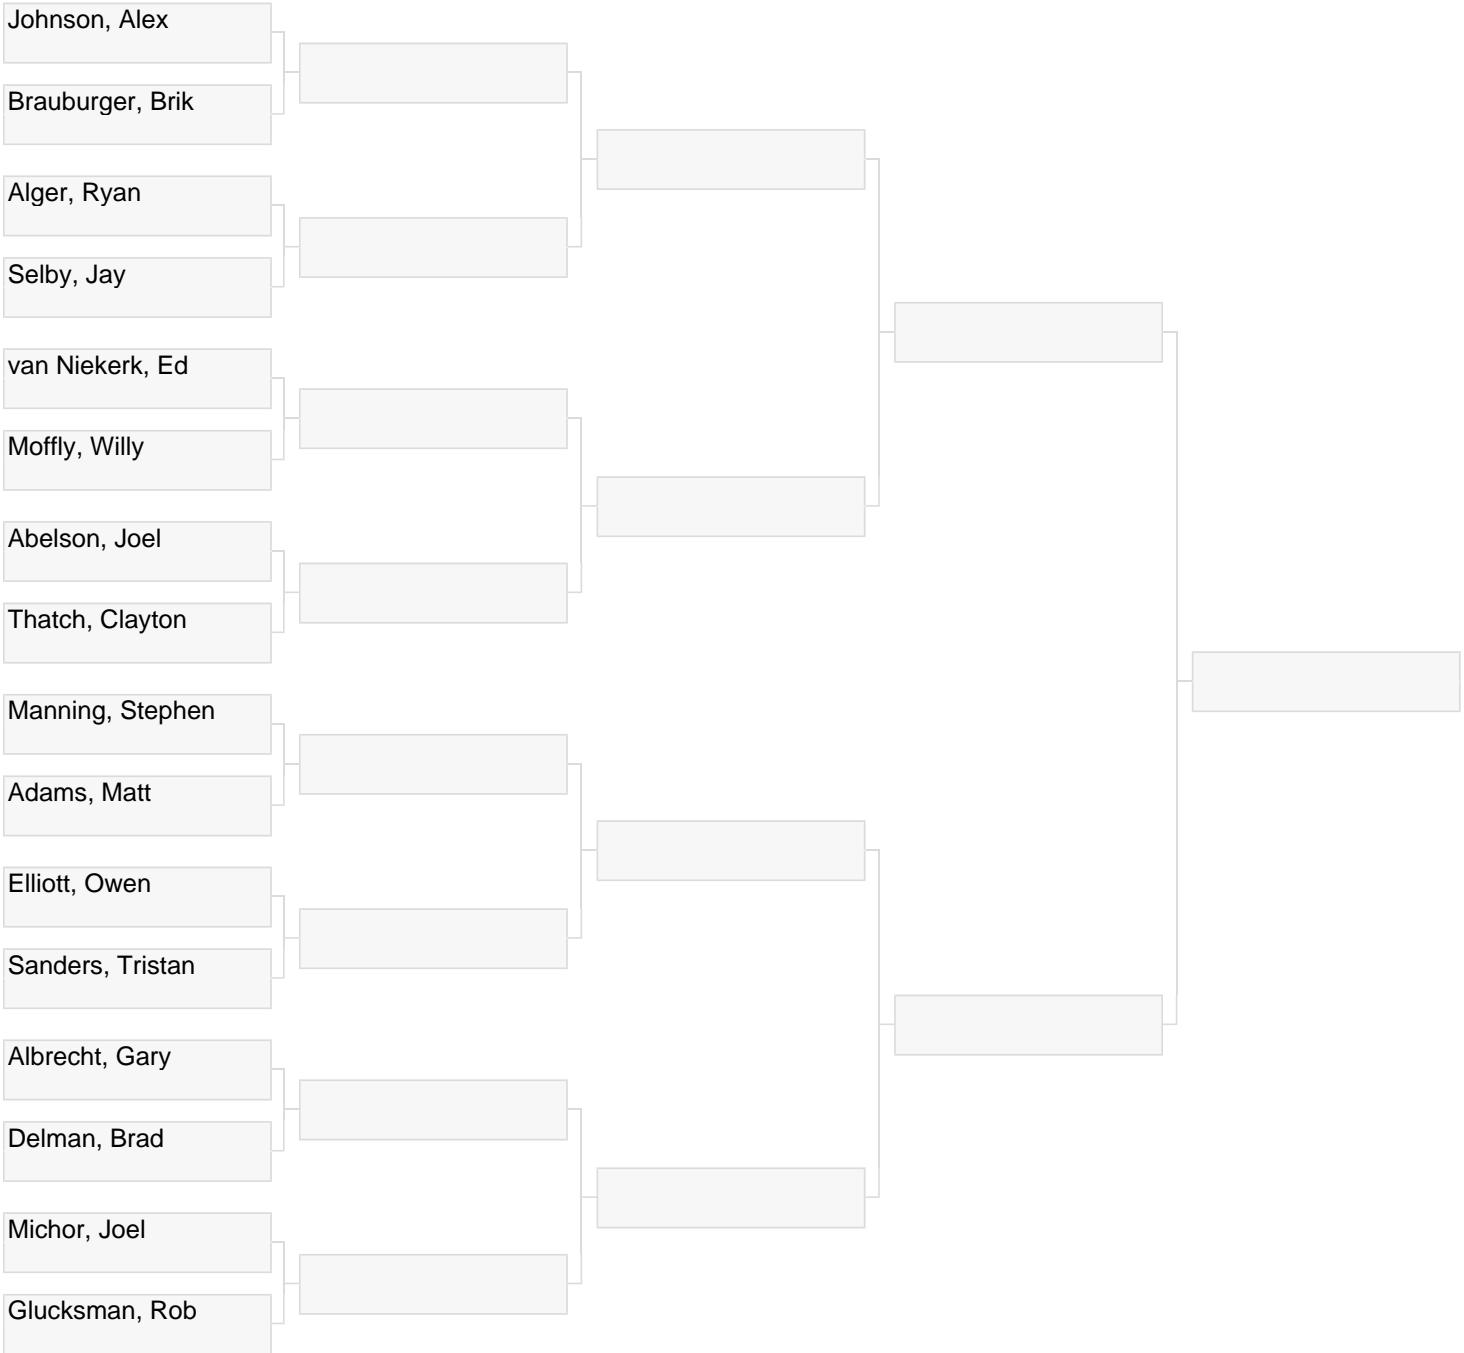 Johnson, Alex
Brauburger, Brik
Alger, Ryan
Selby, Jay
van Niekerk, Ed
Moffly, Willy
Abelson, Joel
Thatch, Clayton
Manning, Stephen
Adams, Matt
Elliott, Owen
Sanders, Tristan
Albrecht, Gary
Delman, Brad
Michor, Joel
Glucksman, Rob